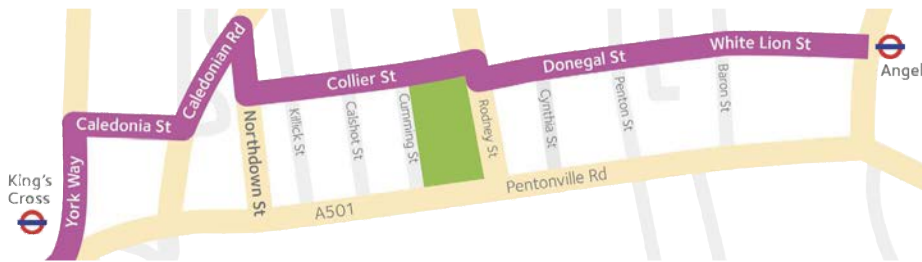 King's
Cross
York Way
Caledonia St
Caledonian Rd
Northdown St
Collier St
Killick St
Calshot St
Cumming St
Rodney St
Donegal St
Cynthia St
Penton St
Baron St
White Lion St
Angel
A501
Pentonville Rd